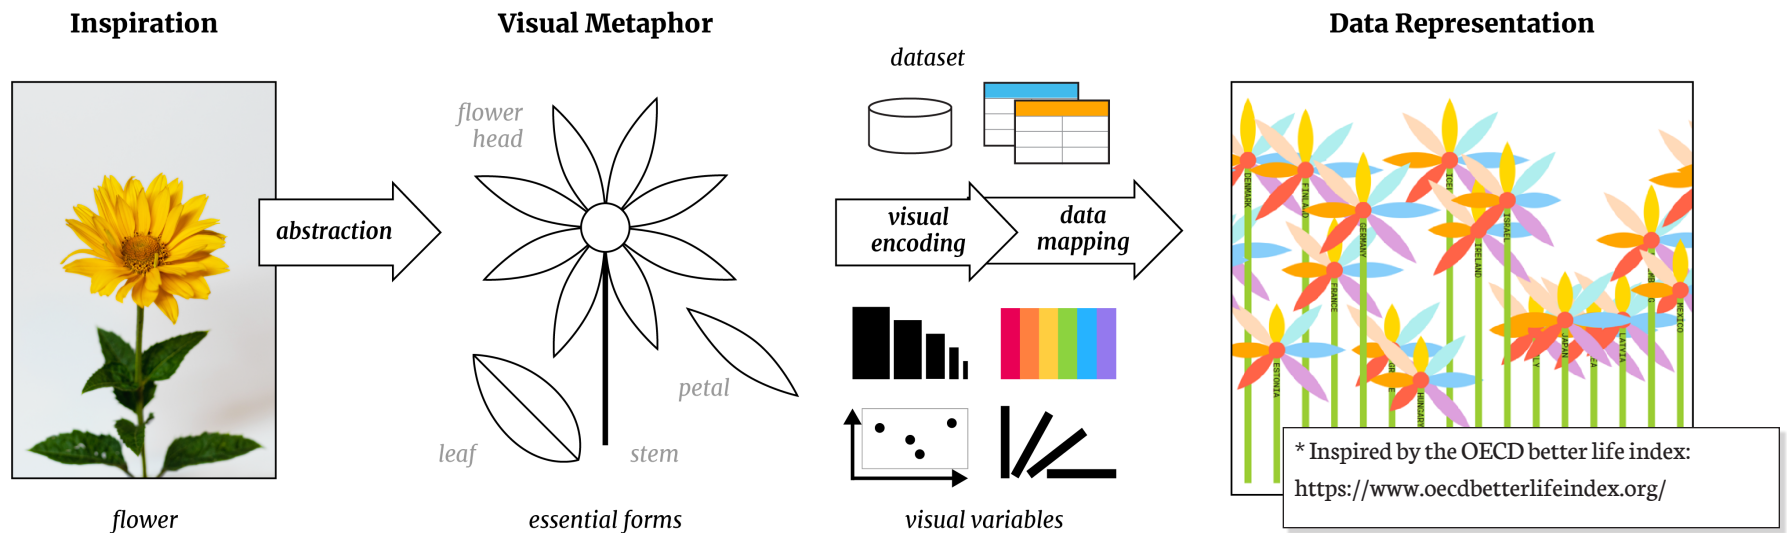 Inspiration
Visual Metaphor
Data Representation
dataset
flower
head
abstraction
visual
encoding
data
mapping
petal
leaf
stem
DENMARK
FINLAND
ICE
ISRAEL
GERMANY
IRELAND
FRANCE
MEXICO
JAPAN
LATVIA
ESTONIA
HUNGARY
* Inspired by the OECD better life index:
https://www.oecdbetterlifeindex.org/
flower
essential forms
visual variables